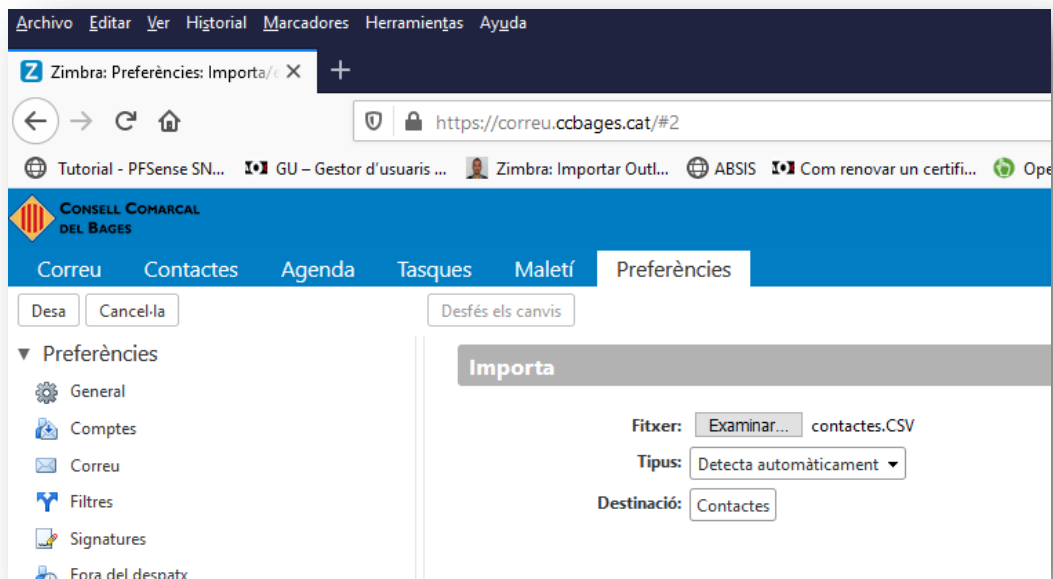 Archivo Editar Ver Historial Marcadores Herramientas Ayuda
Zimbra: Preferències: Importa/
https://correu.ccbages.cat/#2
Tutorial - PFSense SN... GU – Gestor d'usuaris ... Zimbra: Importar Outl... ABSIS Com renovar un certifi... Ope
CONSELL COMARCAL
DEL BAGES
Correu Contactes Agenda Tasques Maletí Preferències
Desa Cancel·la Desfés els canvis
Preferències
Importa
General
Fitxer: Examinar... contactes.CSV
Comptes
Tipus: Detecta automàticament
Correu
Destinació: Contactes
Filtres
Signatures
Fora del despatx